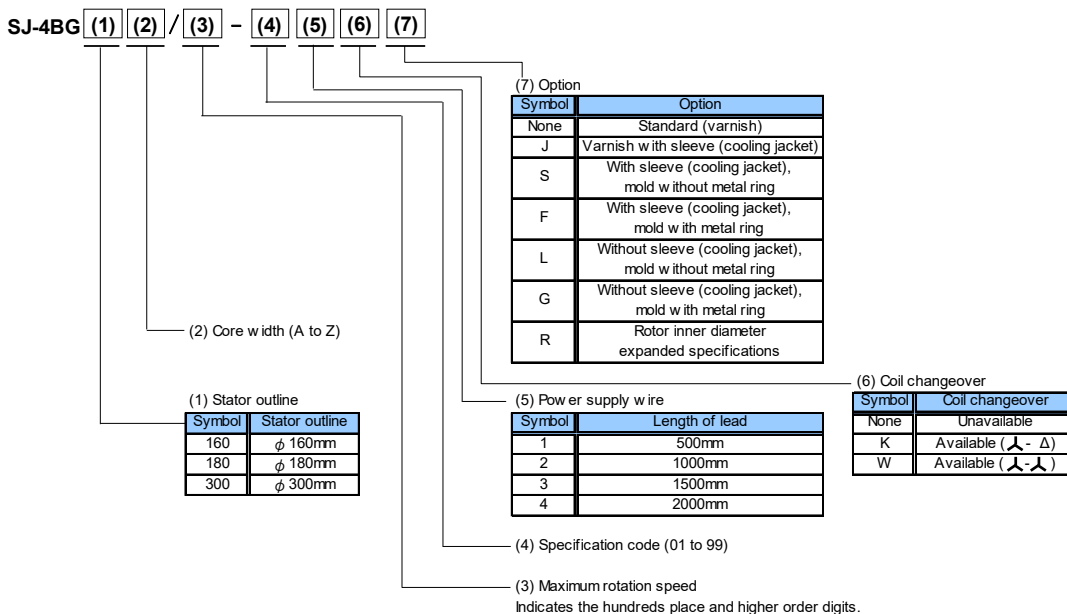 SJ-4BG (1) (2) / (3) - (4) (5) (6) (7)
(7) Option
Symbol Option
None Standard (varnish)
J Varnish with sleeve (cooling jacket)
S With sleeve (cooling jacket),
mold without metal ring
F With sleeve (cooling jacket),
mold with metal ring
L Without sleeve (cooling jacket),
mold without metal ring
G Without sleeve (cooling jacket),
mold with metal ring
R Rotor inner diameter
expanded specifications
(6) Coil changeover
Symbol Coil changeover
None Unavailable
K Available (⅄- Δ)
W Available (⅄-⅄)
(5) Power supply wire
Symbol Length of lead
1 500mm
2 1000mm
3 1500mm
4 2000mm
(2) Core width (A to Z)
(1) Stator outline
Symbol Stator outline
160 ϕ 160mm
180 ϕ 180mm
300 ϕ 300mm
(4) Specification code (01 to 99)
(3) Maximum rotation speed
Indicates the hundreds place and higher order digits.